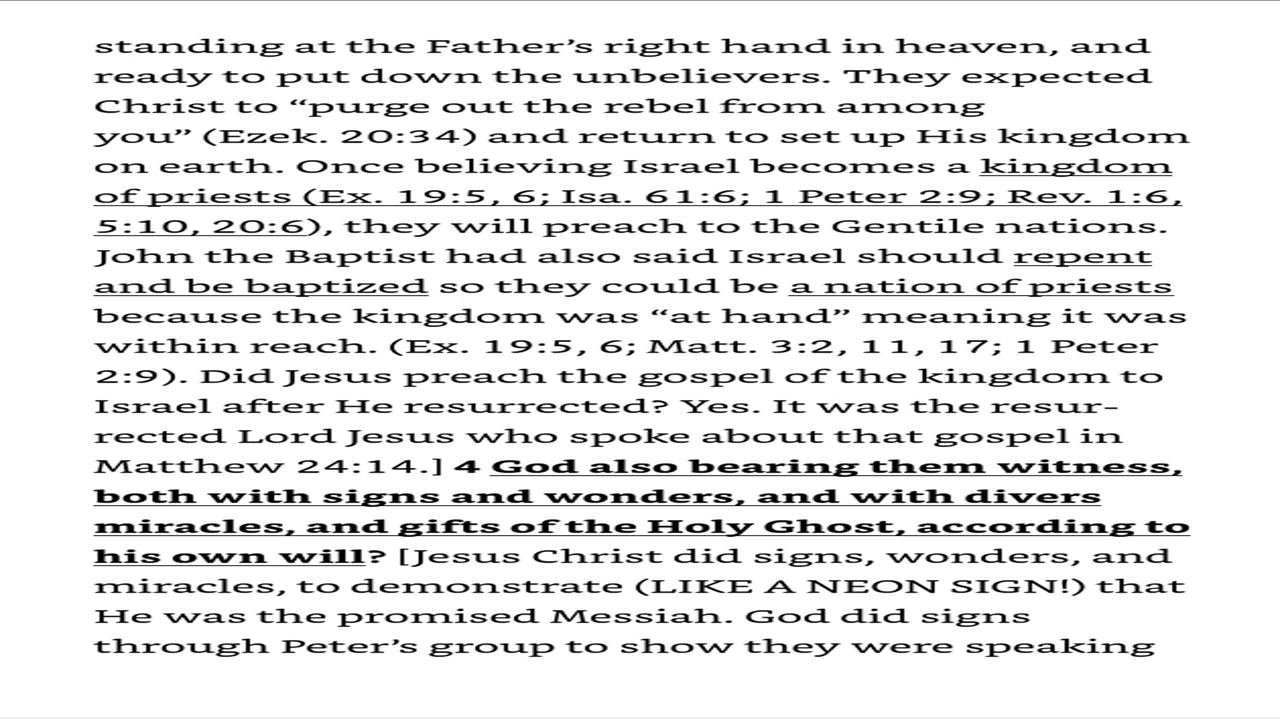 standing at the Father’s right hand in heaven, and
ready to put down the unbelievers. They expected
Christ to “purge out the rebel from among
you” (Ezek. 20:34) and return to set up His kingdom
on earth. Once believing Israel becomes a kingdom
of priests (Ex. 19:5, 6; Isa. 61:6; 1 Peter 2:9; Rev. 1:6,
5:10, 20:6), they will preach to the Gentile nations.
John the Baptist had also said Israel should repent
and be baptized so they could be a nation of priests
because the kingdom was “at hand” meaning it was
within reach. (Ex. 19:5, 6; Matt. 3:2, 11, 17; 1 Peter
2:9). Did Jesus preach the gospel of the kingdom to
Israel after He resurrected? Yes. It was the resur-
rected Lord Jesus who spoke about that gospel in
Matthew 24:14.] 4 God also bearing them witness,
both with signs and wonders, and with divers
miracles, and gifts of the Holy Ghost, according to
his own will? [Jesus Christ did signs, wonders, and
miracles, to demonstrate (LIKE A NEON SIGN!) that
He was the promised Messiah. God did signs
through Peter’s group to show they were speaking